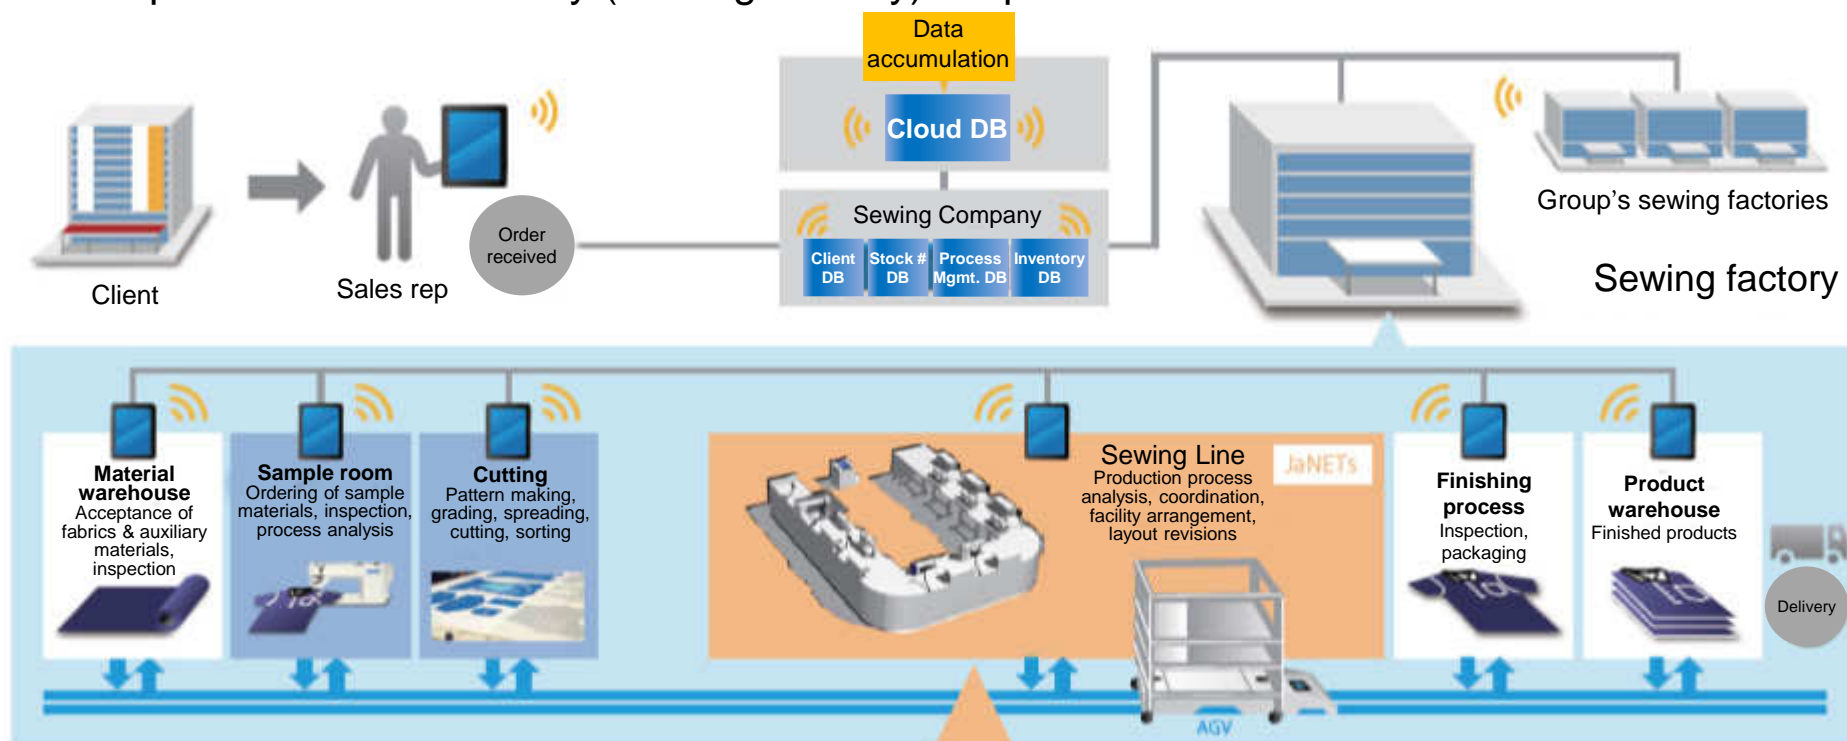 Data
accumulation
Cloud DB
Sewing Company
Client
DB
Stock #
DB
Process
Mgmt. DB
Inventory
DB
Order
received
Client
Sales rep
Group's sewing factories
Sewing factory
Material
warehouse
Acceptance of
fabrics & auxiliary
materials,
inspection
Sample room
Ordering of sample
materials, inspection,
process analysis
Cutting
Pattern making,
grading, spreading,
cutting, sorting
Sewing Line
Production process
analysis, coordination,
facility arrangement,
layout revisions
JaNETs
AGV
Finishing
process
Inspection,
packaging
Product
warehouse
Finished products
Delivery